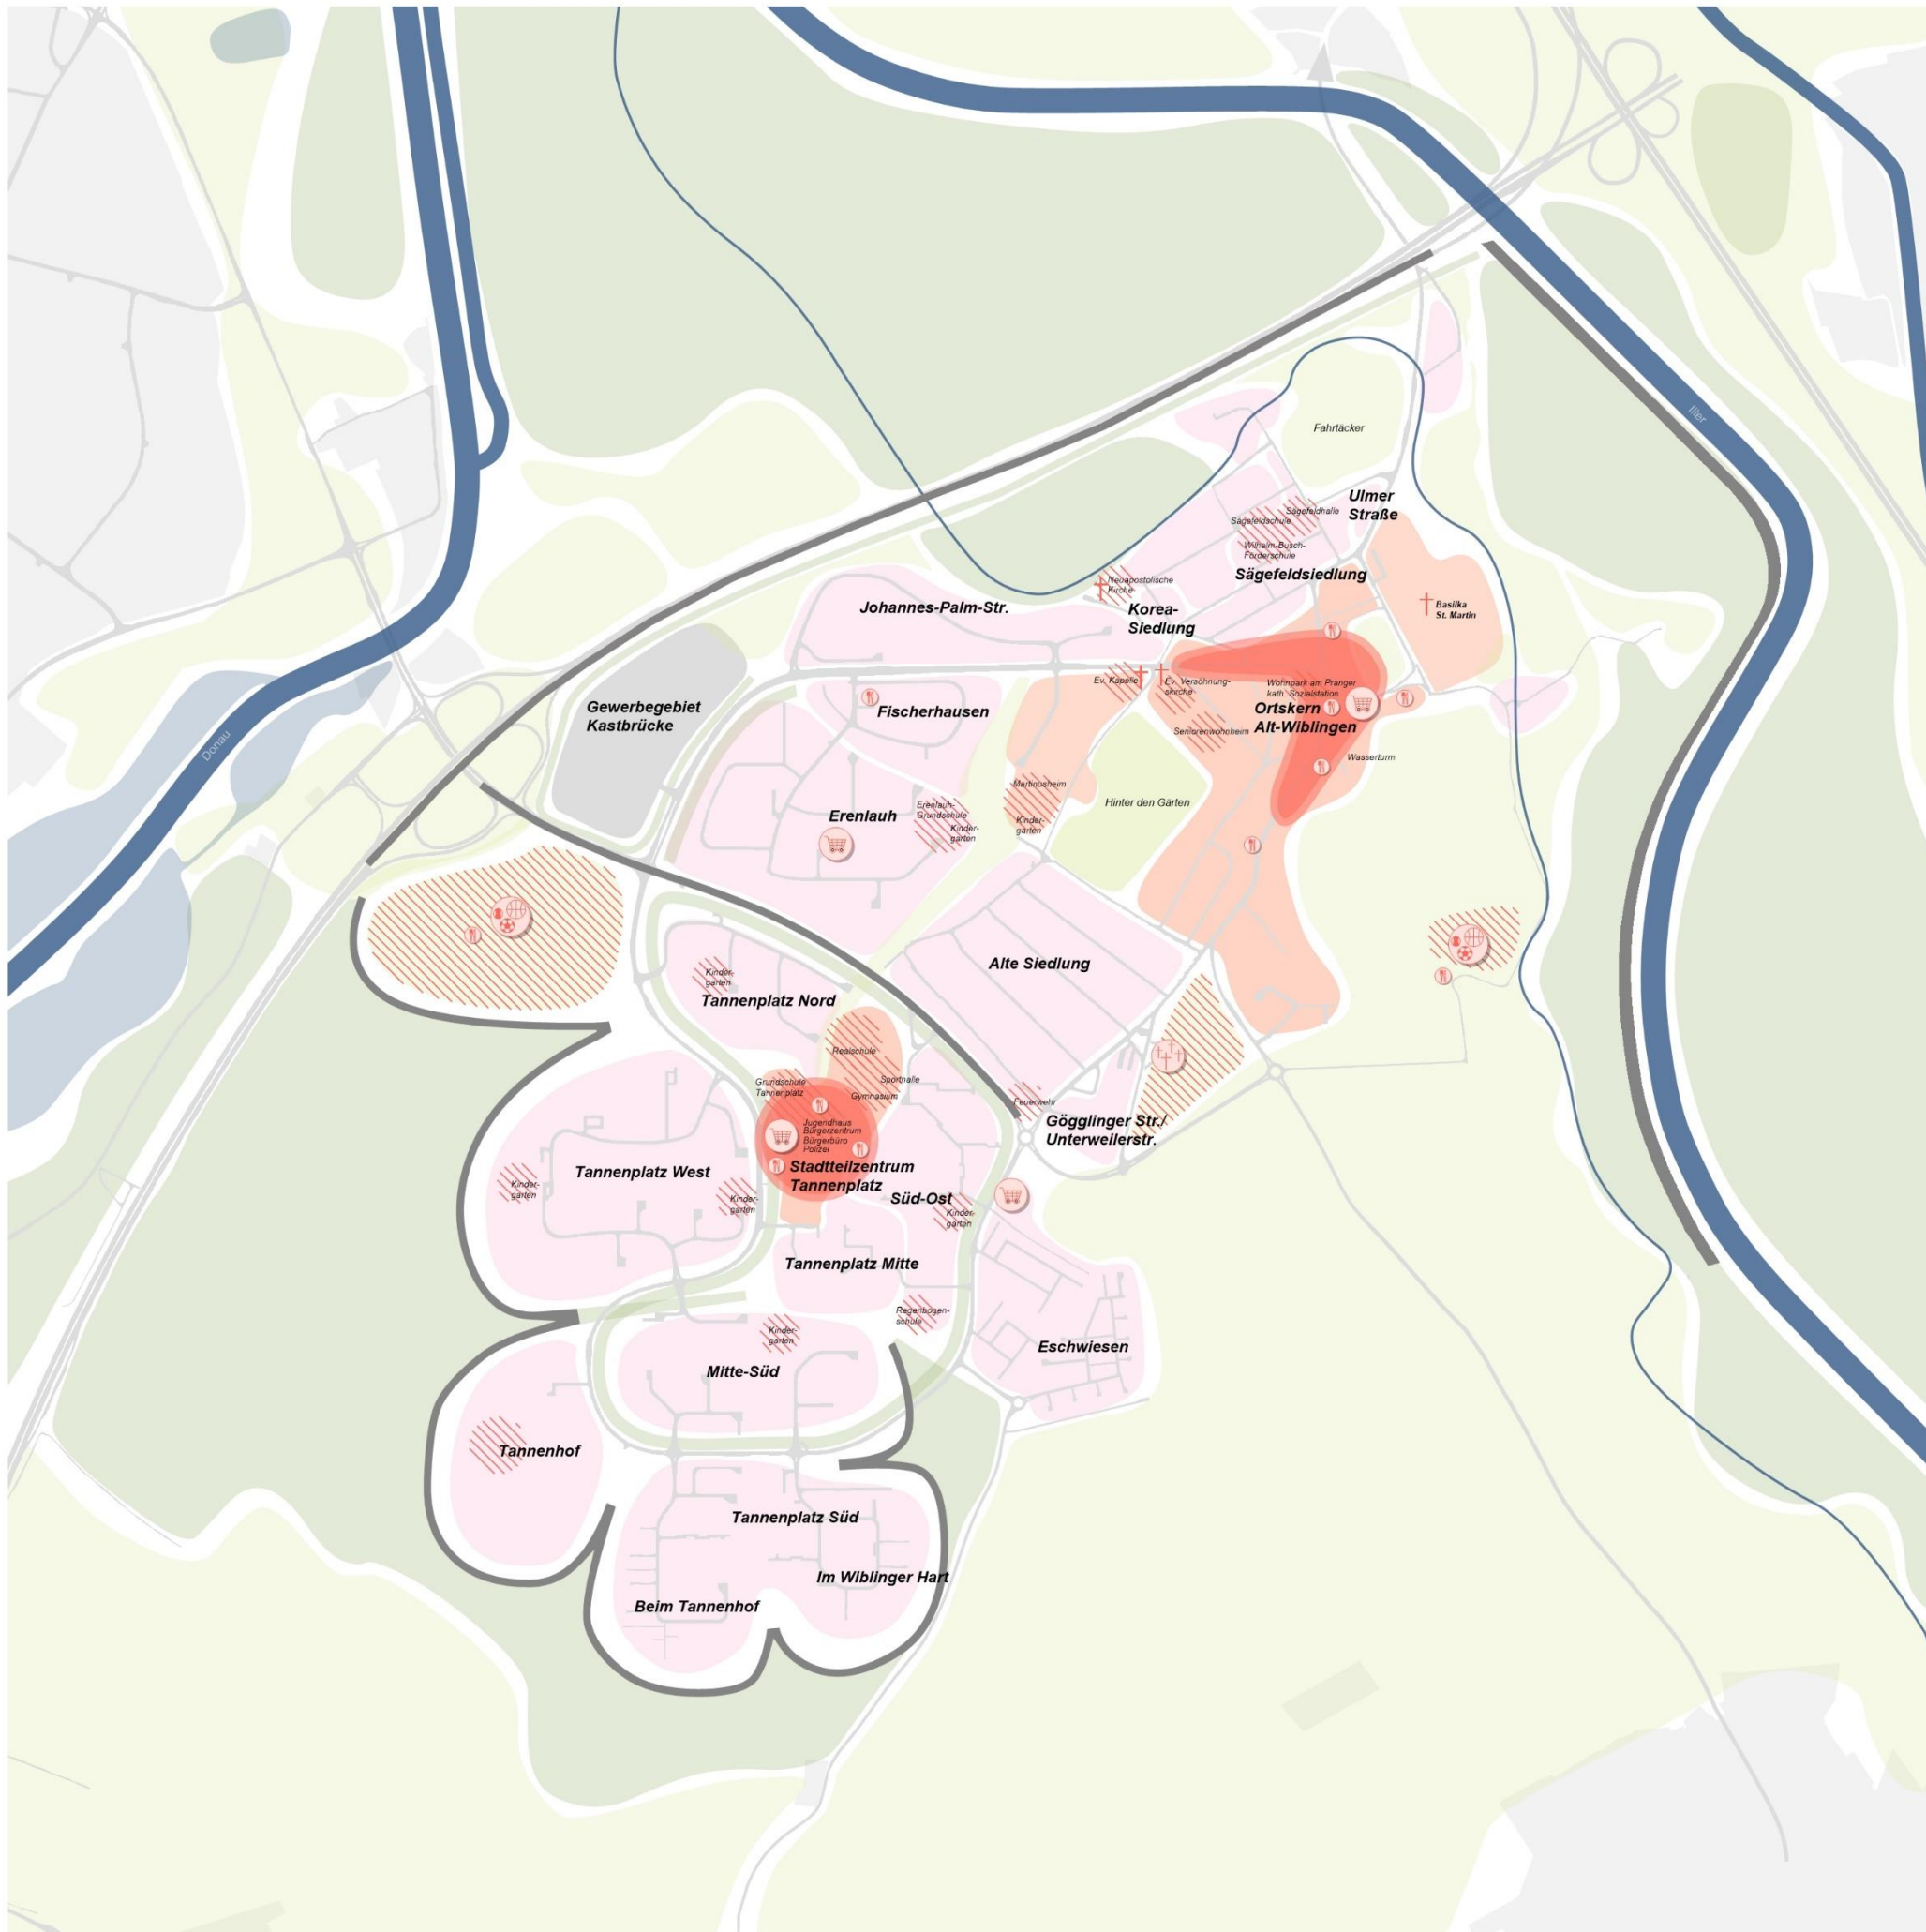 Iller
Donau
Fahrtäcker
Ulmer
Straße
Sägefeldhalle
Sägefeldschule
Wilhelm-Busch-
Förderschule
Sägefeldsiedlung
Neuapostolische
Kirche
Korea-
Siedlung
Johannes-Palm-Str.
Basilka
St. Martin
Ev. Kapelle
Ev. Versöhnung-
skirche
Wohnpark am Pranger
kath. Sozialstation
Ortskern
Alt-Wiblingen
Seniorenwohnheim
Wasserturm
Gewerbegebiet
Kastbrücke
Fischerhausen
Martinusheim
Kinder-
garten
Hinter den Gärten
Erenlauh
Erenlauh-
Grundschule
Kinder-
garten
Alte Siedlung
Kinder-
garten
Tannenplatz Nord
Realschule
Sporthalle
Gymnasium
Grundschule
Tannenplatz
Feuerwehr
Gögglinger Str./
Unterweilerstr.
Jugendhaus
Bürgerzentrum
Bürgerbüro
Polizei
Stadtteilzentrum
Tannenplatz
Tannenplatz West
Kinder-
garten
Kinder-
garten
Süd-Ost
Kinder-
garten
Tannenplatz Mitte
Regenbogen-
schule
Kinder-
garten
Eschwiesen
Mitte-Süd
Tannenhof
Tannenplatz Süd
Im Wiblinger Hart
Beim Tannenhof